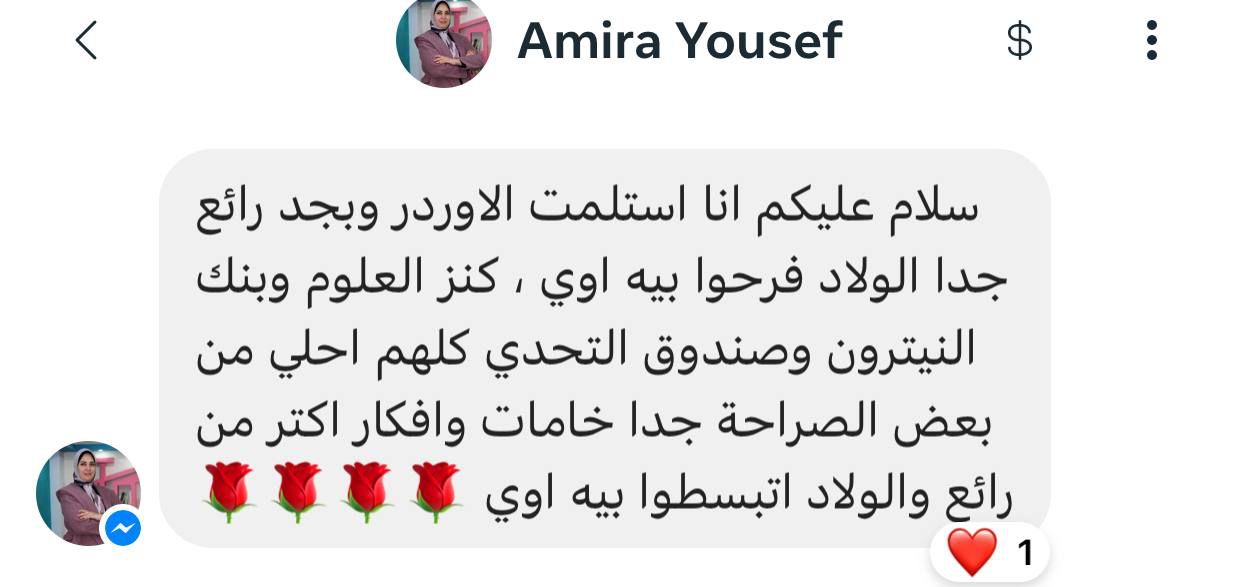 Amira Yousef
$
سلام عليكم انا استلمت الاوردر وبجد رائع
جدا الولاد فرحوا بيه اوي ، كنز العلوم وبنك
النيترون وصندوق التحدي كلهم احلي من
بعض الصراحة جدا خامات وافكار اكتر من
رائع والولاد اتبسطوا بيه اوي 🌹🌹🌹🌹
❤️ 1